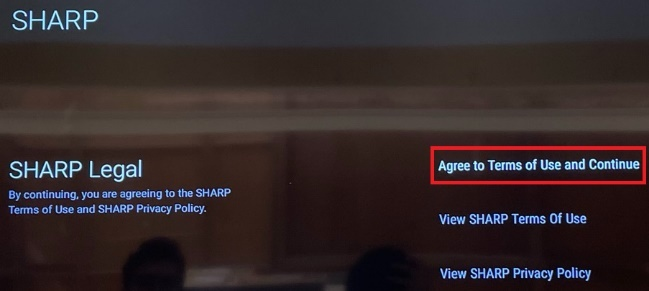 SHARP
SHARP Legal
By continuing, you are agreeing to the SHARP
Terms of Use and SHARP Privacy Policy.
Agree to Terms of Use and Continue
View SHARP Terms Of Use
View SHARP Privacy Policy